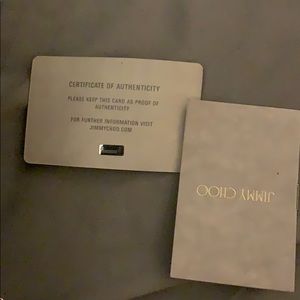 CERTIFICATE OF AUTHENTICITY
PLEASE KEEP THIS CARD AS PROOF OF
AUTHENTICITY
FOR FURTHER INFORMATION VISIT
JIMMYCHOO.COM
JIMMY CHOO